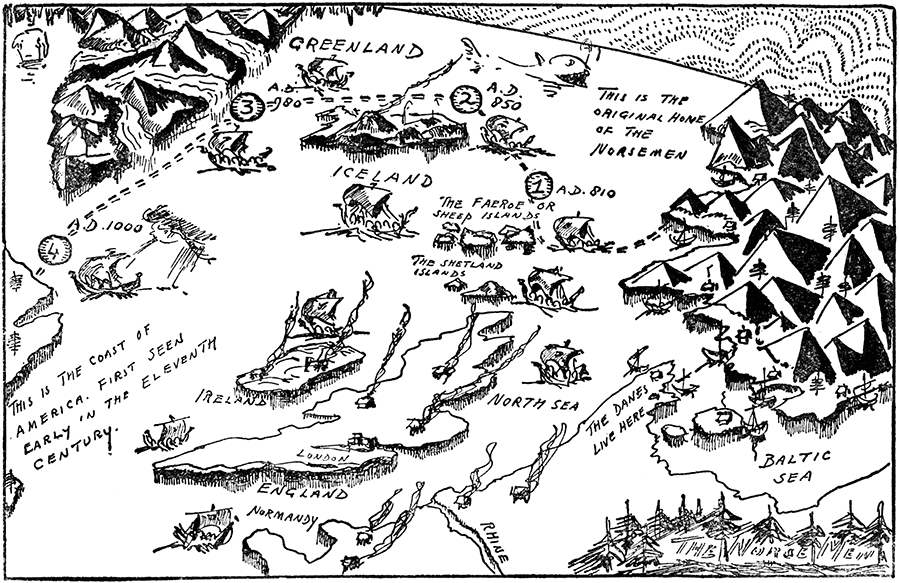 GREENLAND
3
A.D.
980
2
A.D.
850
THIS IS THE
ORIGINAL HOME
OF THE
NORSEMEN
ICELAND
1
A.D. 810
THE FAEROE OR
SHEEP ISLANDS
4
A.D. 1000
THE SHETLAND
ISLANDS
THIS IS THE COAST OF
AMERICA. FIRST SEEN
EARLY IN THE ELEVENTH
CENTURY.
IRELAND
NORTH SEA
THE DANES
LIVE HERE
LONDON
ENGLAND
BALTIC
SEA
NORMANDY
RHINE
THE NORSE MEN